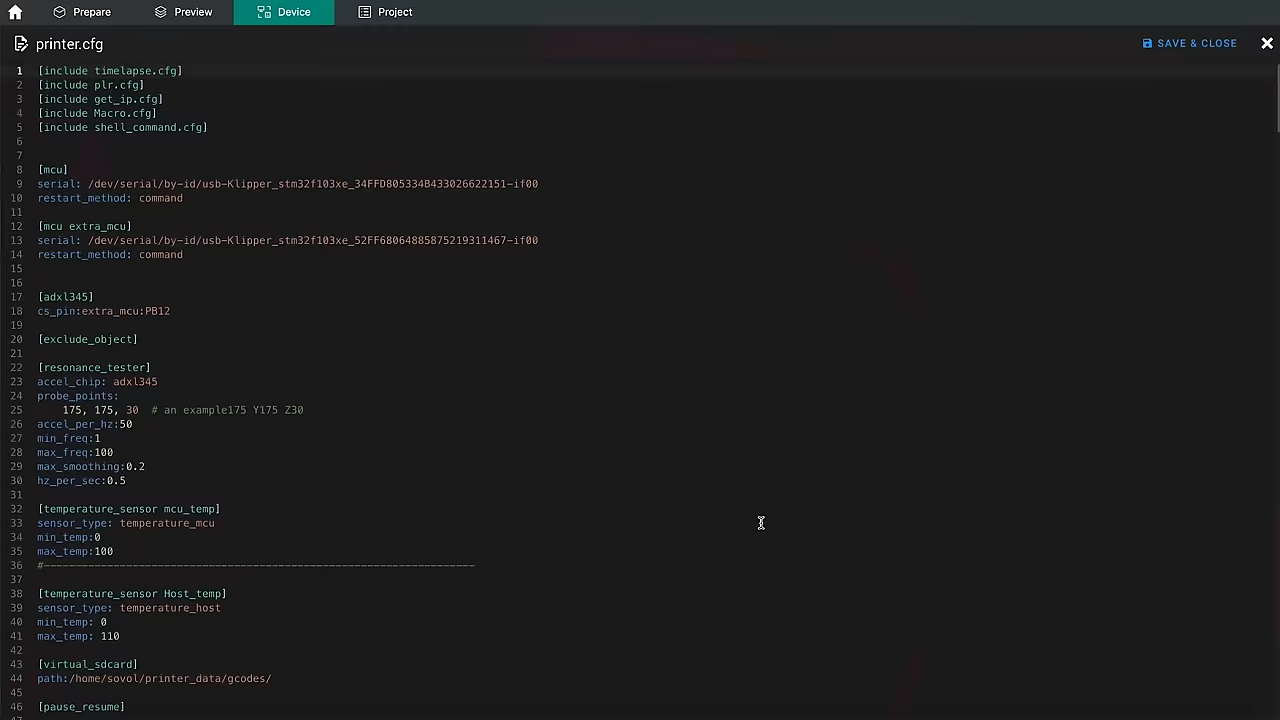 Prepare Preview Device Project
printer.cfg SAVE & CLOSE
1 [include timelapse.cfg]
2 [include plr.cfg]
3 [include get_ip.cfg]
4 [include Macro.cfg]
5 [include shell_command.cfg]
6
7
8 [mcu]
9 serial: /dev/serial/by-id/usb-Klipper_stm32f103xe_34FFD805334B433026622151-if00
10 restart_method: command
11
12 [mcu extra_mcu]
13 serial: /dev/serial/by-id/usb-Klipper_stm32f103xe_52FF68064885875219311467-if00
14 restart_method: command
15
16
17 [adxl345]
18 cs_pin:extra_mcu:PB12
19
20 [exclude_object]
21
22 [resonance_tester]
23 accel_chip: adxl345
24 probe_points:
25 175, 175, 30 # an example175 Y175 Z30
26 accel_per_hz:50
27 min_freq:1
28 max_freq:100
29 max_smoothing:0.2
30 hz_per_sec:0.5
31
32 [temperature_sensor mcu_temp]
33 sensor_type: temperature_mcu
34 min_temp:0
35 max_temp:100
36 #--------------------------------------------------------------------
37
38 [temperature_sensor Host_temp]
39 sensor_type: temperature_host
40 min_temp: 0
41 max_temp: 110
42
43 [virtual_sdcard]
44 path:/home/sovol/printer_data/gcodes/
45
46 [pause_resume]